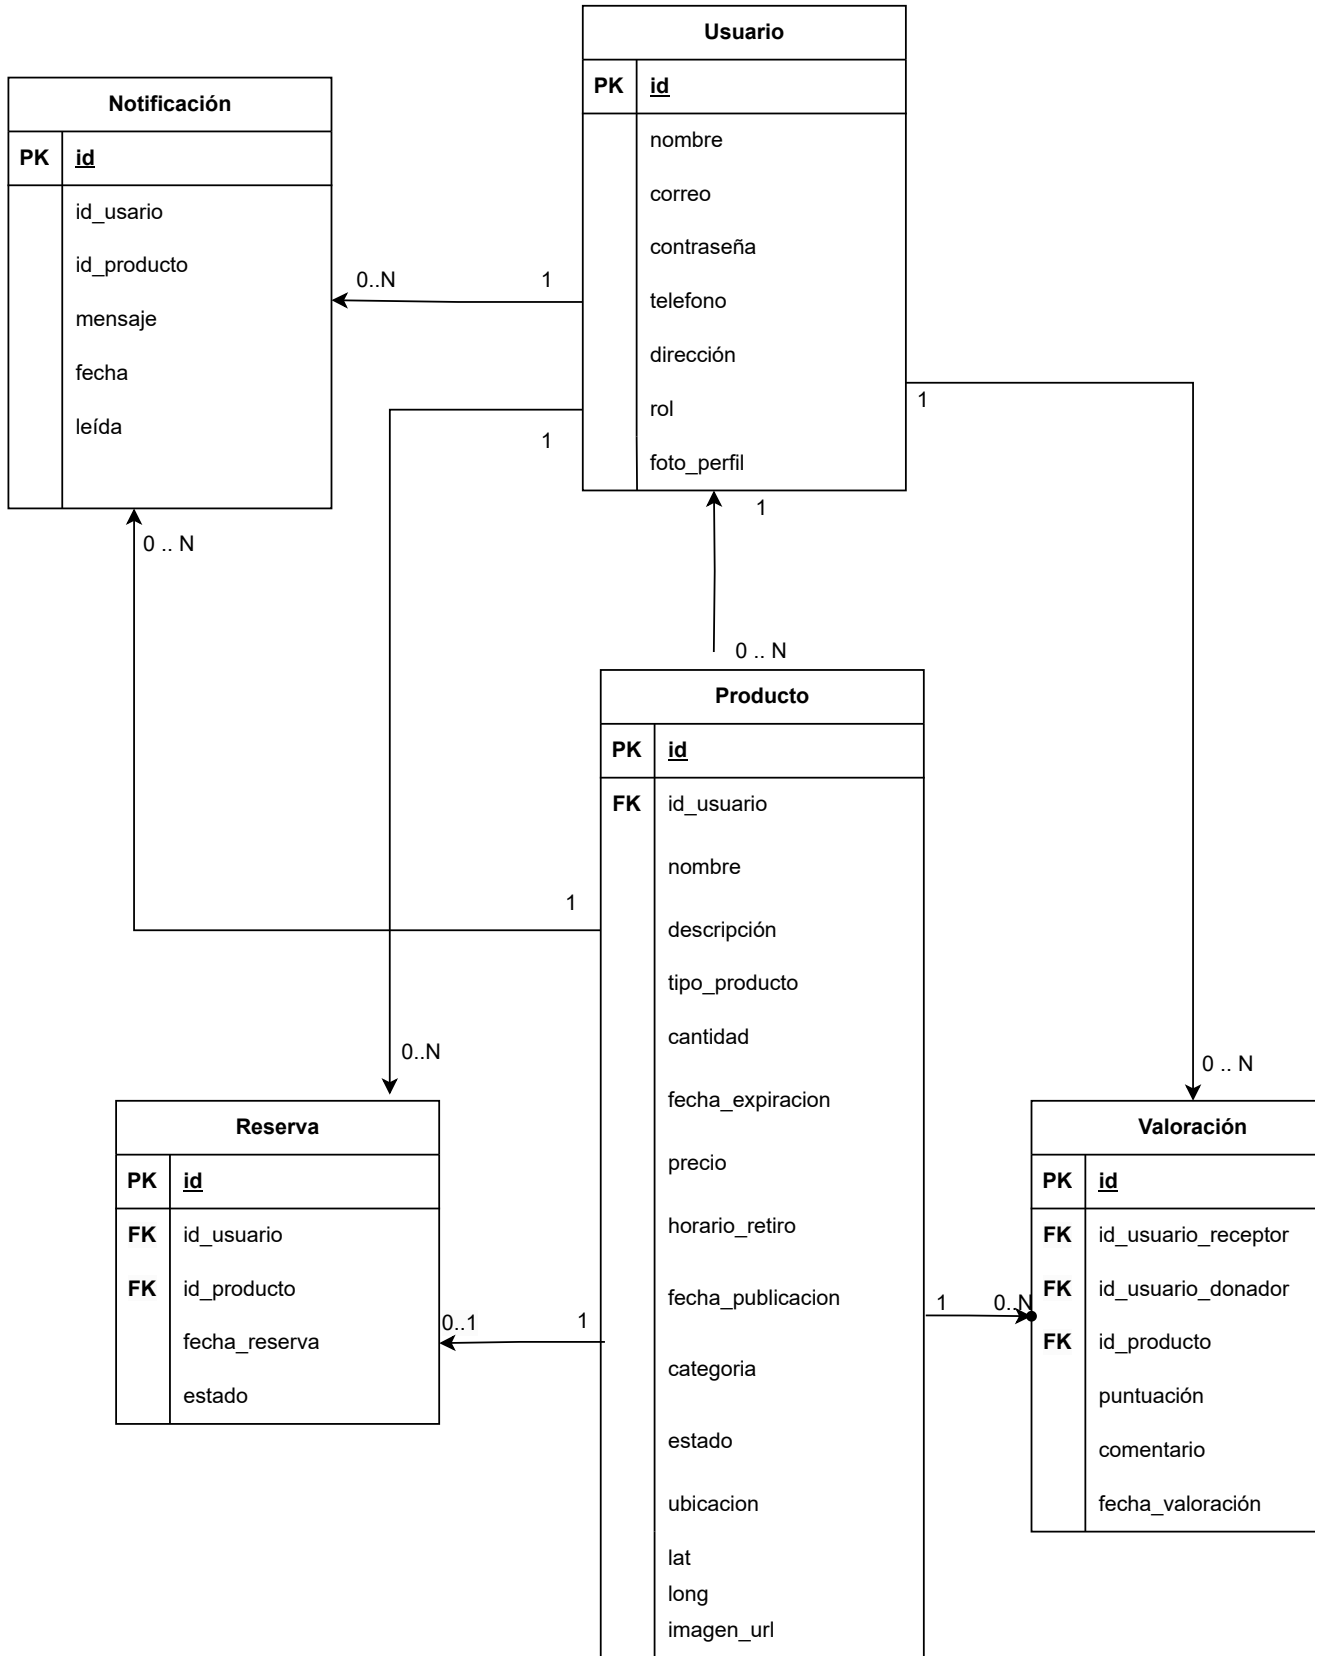 Usuario
PK id
nombre
correo
contraseña
telefono
dirección
rol
foto_perfil
Notificación
PK id
id_usario
id_producto
mensaje
fecha
leída
0..N
1
1
1
1
0 .. N
0 .. N
1
0..N
0 .. N
Producto
PK id
FK id_usuario
nombre
descripción
tipo_producto
cantidad
fecha_expiracion
precio
horario_retiro
fecha_publicacion
categoria
estado
ubicacion
lat
long
imagen_url
Reserva
PK id
FK id_usuario
FK id_producto
fecha_reserva
estado
0..1
1
1
0..N
Valoración
PK id
FK id_usuario_receptor
FK id_usuario_donador
FK id_producto
puntuación
comentario
fecha_valoración